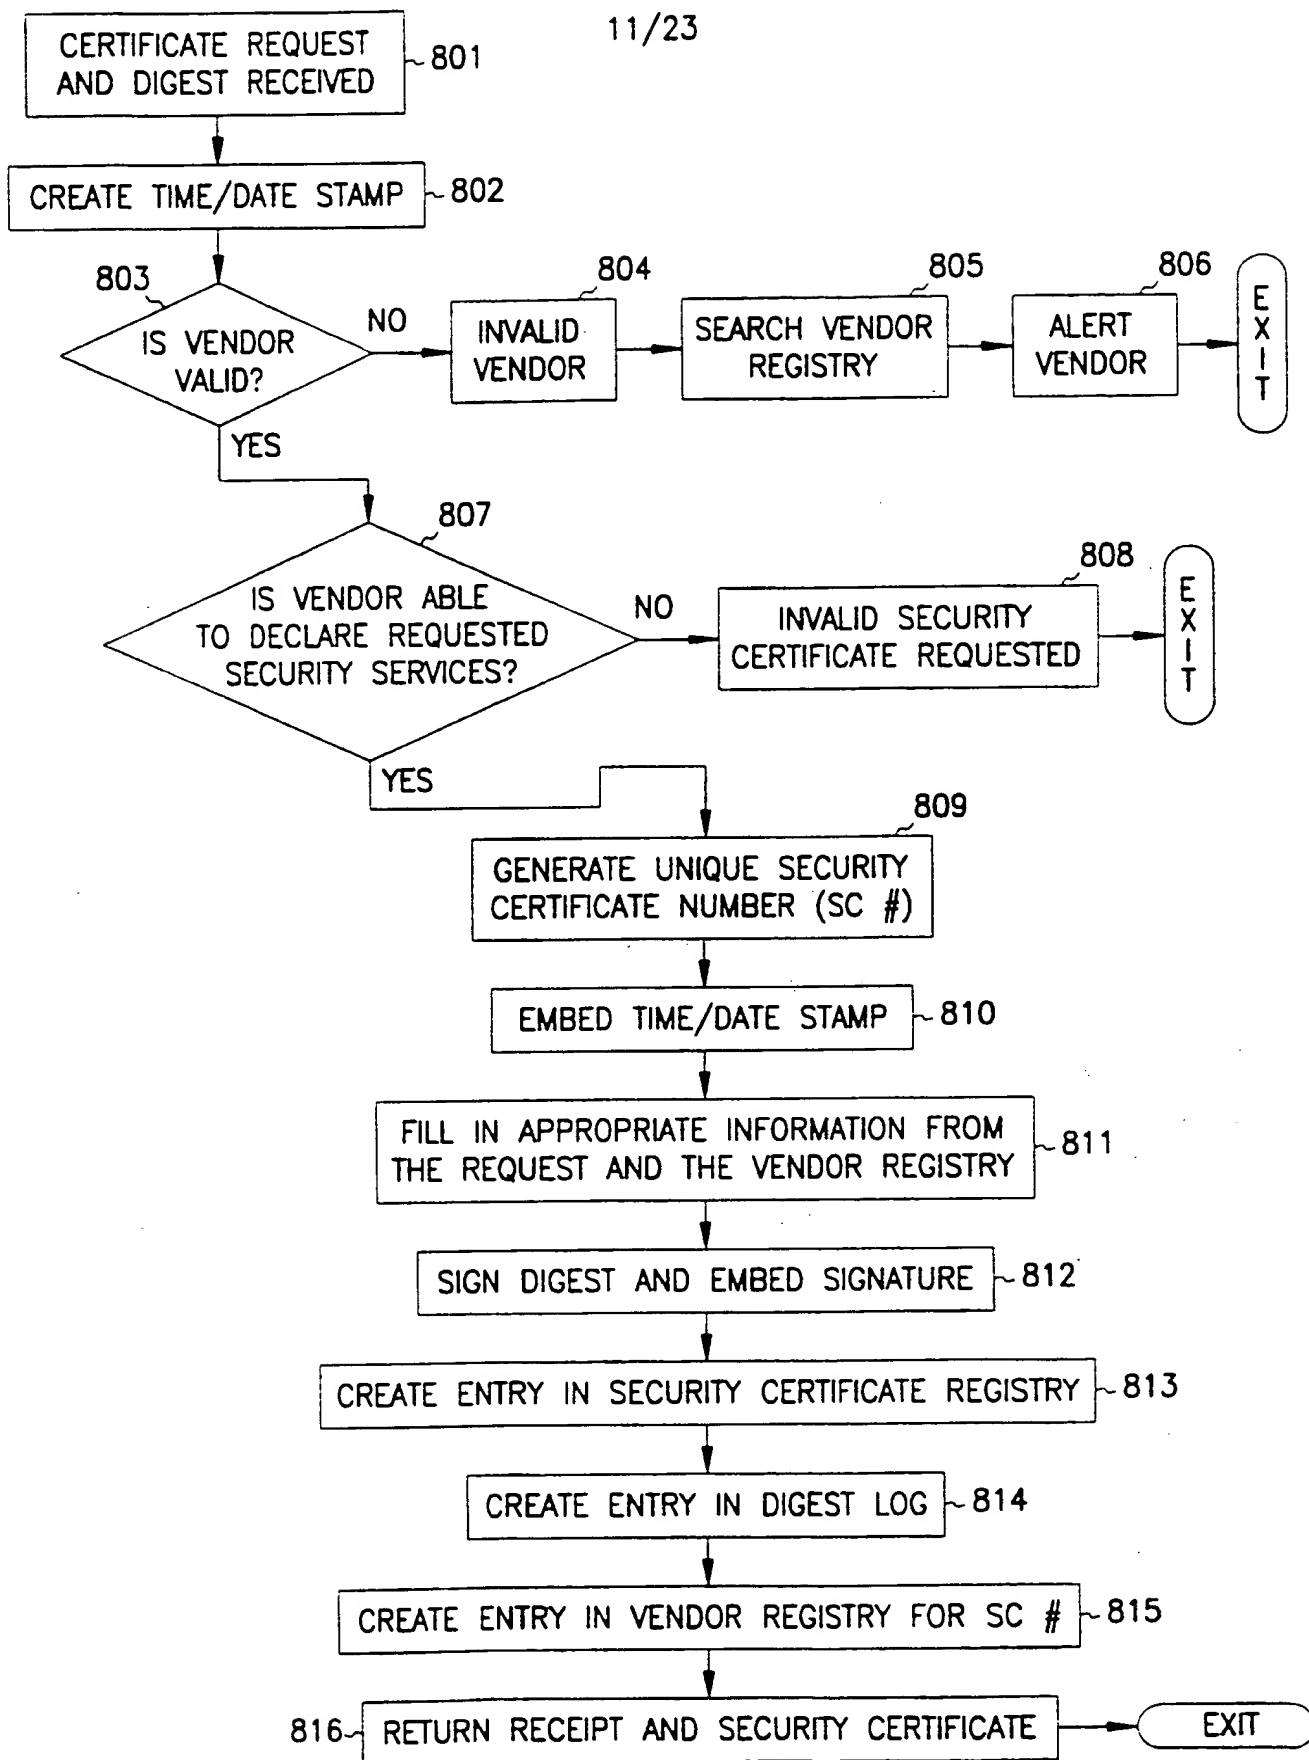 11/23
CERTIFICATE REQUEST
AND DIGEST RECEIVED
801
CREATE TIME/DATE STAMP
802
803
IS VENDOR
VALID?
NO
804
INVALID
VENDOR
805
SEARCH VENDOR
REGISTRY
806
ALERT
VENDOR
EXIT
YES
807
IS VENDOR ABLE
TO DECLARE REQUESTED
SECURITY SERVICES?
NO
808
INVALID SECURITY
CERTIFICATE REQUESTED
EXIT
YES
809
GENERATE UNIQUE SECURITY
CERTIFICATE NUMBER (SC #)
EMBED TIME/DATE STAMP
810
FILL IN APPROPRIATE INFORMATION FROM
THE REQUEST AND THE VENDOR REGISTRY
811
SIGN DIGEST AND EMBED SIGNATURE
812
CREATE ENTRY IN SECURITY CERTIFICATE REGISTRY
813
CREATE ENTRY IN DIGEST LOG
814
CREATE ENTRY IN VENDOR REGISTRY FOR SC #
815
816
RETURN RECEIPT AND SECURITY CERTIFICATE
EXIT